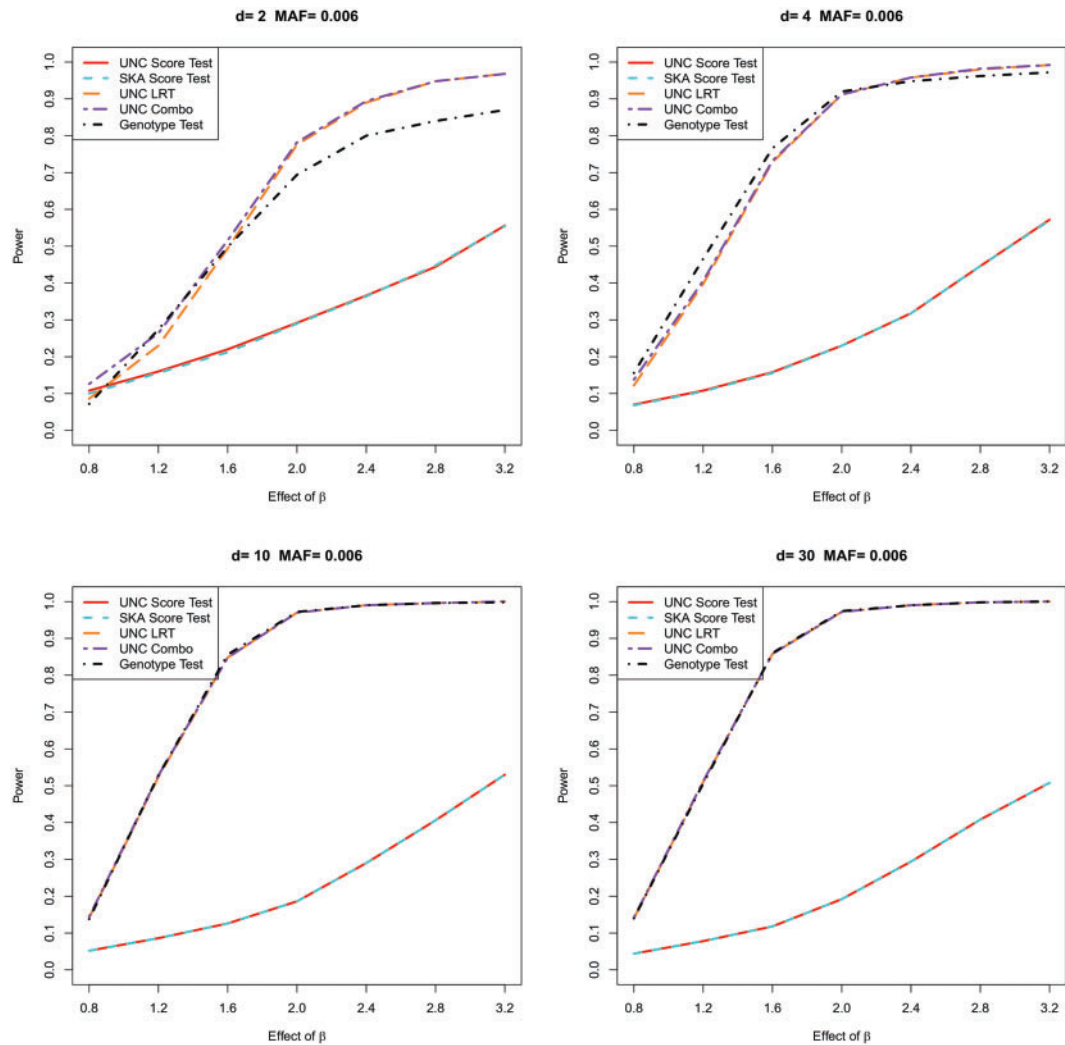 d= 2 MAF= 0.006
UNC Score Test
SKA Score Test
UNC LRT
UNC Combo
Genotype Test
Power
0.0
0.1
0.2
0.3
0.4
0.5
0.6
0.7
0.8
0.9
1.0
0.8
1.2
1.6
2.0
2.4
2.8
3.2
Effect of β
d= 4 MAF= 0.006
UNC Score Test
SKA Score Test
UNC LRT
UNC Combo
Genotype Test
Power
0.0
0.1
0.2
0.3
0.4
0.5
0.6
0.7
0.8
0.9
1.0
0.8
1.2
1.6
2.0
2.4
2.8
3.2
Effect of β
d= 10 MAF= 0.006
UNC Score Test
SKA Score Test
UNC LRT
UNC Combo
Genotype Test
Power
0.0
0.1
0.2
0.3
0.4
0.5
0.6
0.7
0.8
0.9
1.0
0.8
1.2
1.6
2.0
2.4
2.8
3.2
Effect of β
d= 30 MAF= 0.006
UNC Score Test
SKA Score Test
UNC LRT
UNC Combo
Genotype Test
Power
0.0
0.1
0.2
0.3
0.4
0.5
0.6
0.7
0.8
0.9
1.0
0.8
1.2
1.6
2.0
2.4
2.8
3.2
Effect of β